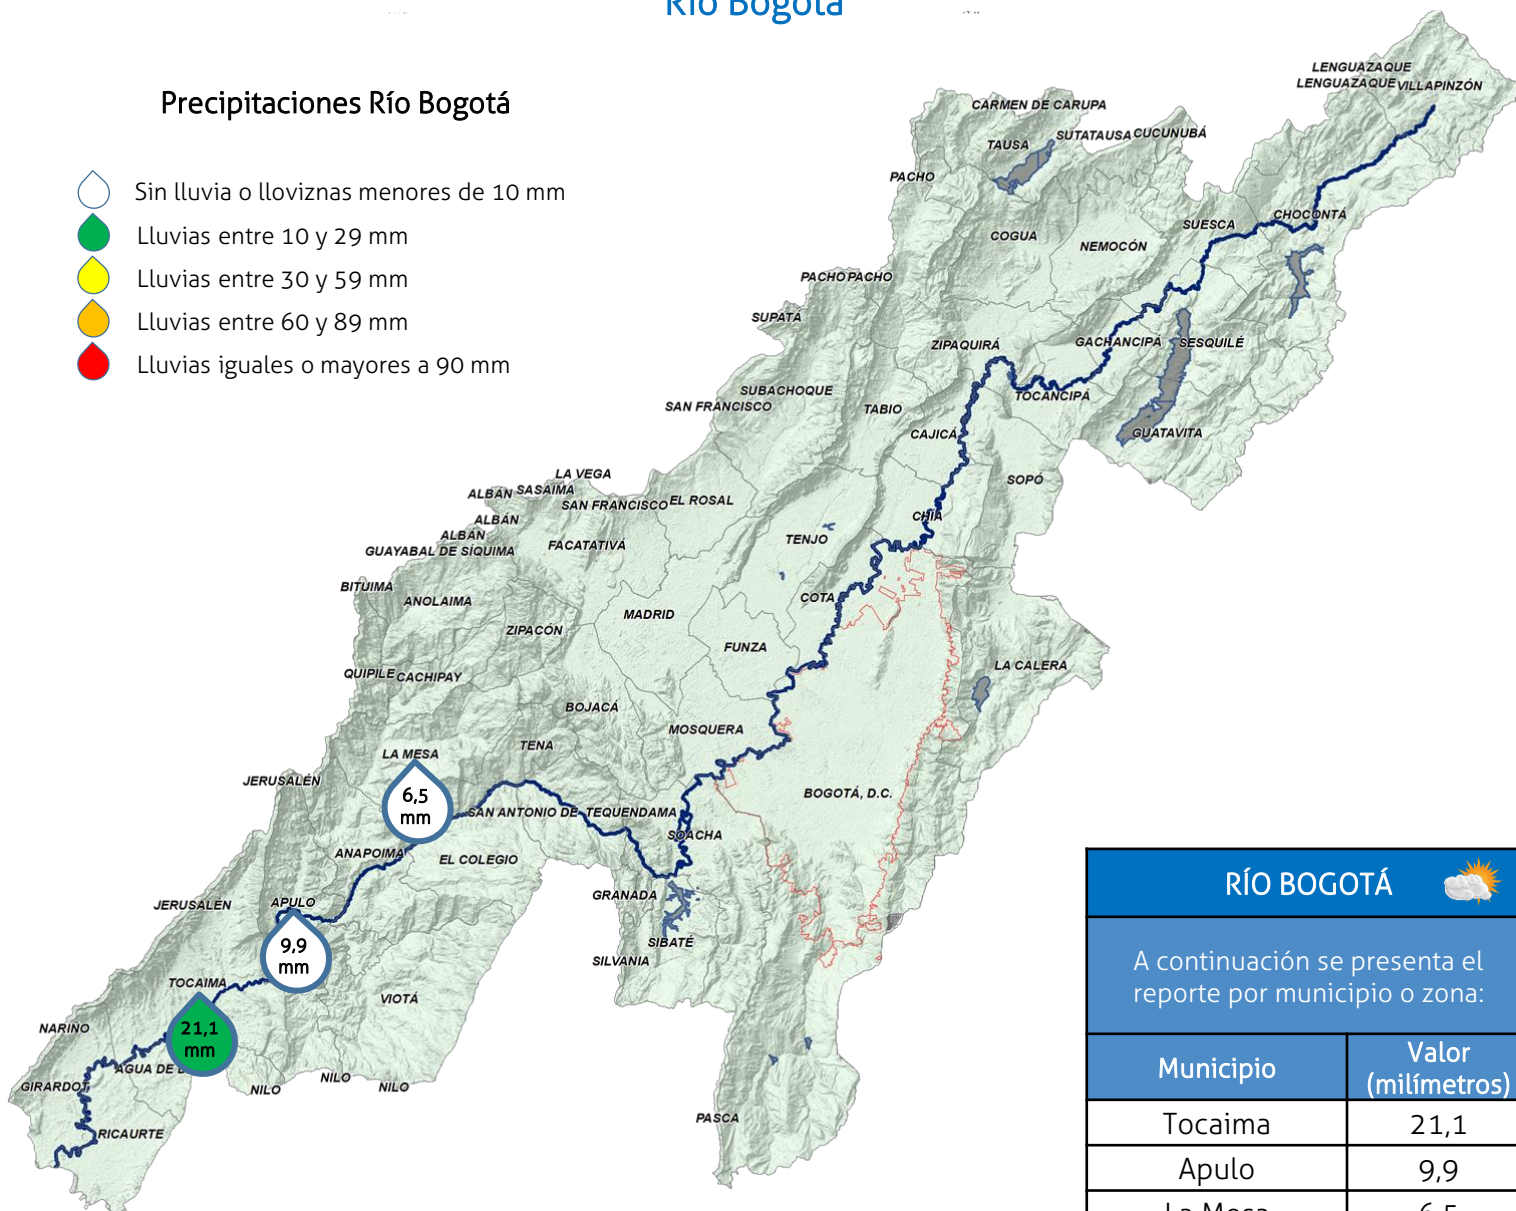 Río Bogotá
Precipitaciones Río Bogotá
Sin lluvia o lloviznas menores de 10 mm
Lluvias entre 10 y 29 mm
Lluvias entre 30 y 59 mm
Lluvias entre 60 y 89 mm
Lluvias iguales o mayores a 90 mm
LENGUAZAQUE
LENGUAZAQUE VILLAPINZÓN
CARMEN DE CARUPA
SUTATAUSA CUCUNUBÁ
TAUSA
PACHO
CHOCONTÁ
SUESCA
COGUA
NEMOCÓN
PACHO PACHO
SUPATÁ
ZIPAQUIRÁ
GACHANCIPÁ
SESQUILÉ
SUBACHOQUE
SAN FRANCISCO
TABIO
TOCANCIPÁ
CAJICÁ
GUATAVITA
LA VEGA
SOPÓ
ALBÁN SASAIMA
SAN FRANCISCO EL ROSAL
ALBÁN
CHÍA
ALBÁN
GUAYABAL DE SÍQUIMA
FACATATIVÁ
TENJO
BITUIMA
ANOLAIMA
COTA
MADRID
ZIPACÓN
FUNZA
LA CALERA
QUIPILE CACHIPAY
BOJACÁ
MOSQUERA
TENA
LA MESA
JERUSALÉN
6,5
mm
BOGOTÁ, D.C.
SAN ANTONIO DE TEQUENDAMA
SOACHA
ANAPOIMA
EL COLEGIO
GRANADA
JERUSALÉN
APULO
9,9
mm
SIBATÉ
SILVANIA
TOCAIMA
VIOTÁ
21,1
mm
NARIÑO
AGUA DE
GIRARDOT
NILO
NILO
NILO
PASCA
RICAURTE
RÍO BOGOTÁ
A continuación se presenta el
reporte por municipio o zona:
Municipio
Valor
(milímetros)
Tocaima 21,1
Apulo 9,9
La Mesa 6,5